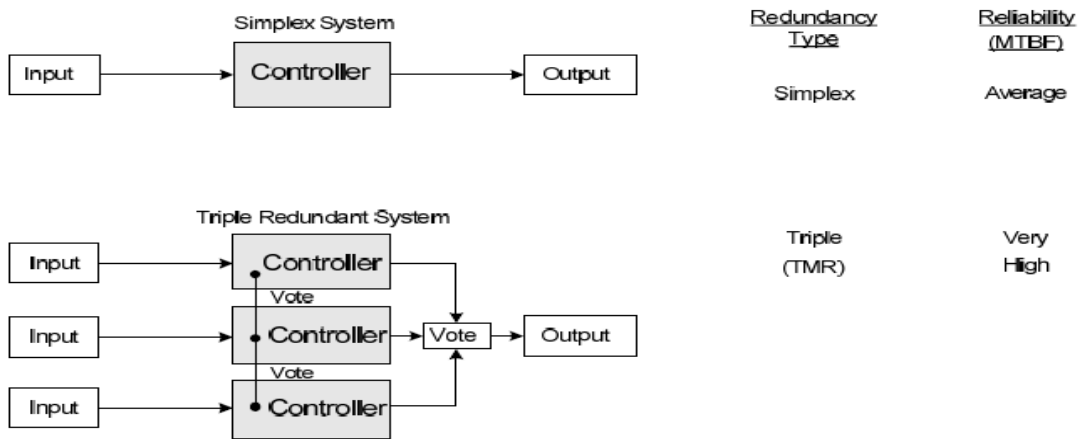 Simplex System
Redundancy
Type
Reliability
(MTBF)
Input
Controller
Output
Simplex
Average
Triple Redundant System
Input
Controller
Triple
(TMR)
Very
High
Vote
Input
Controller
Vote
Output
Vote
Input
Controller